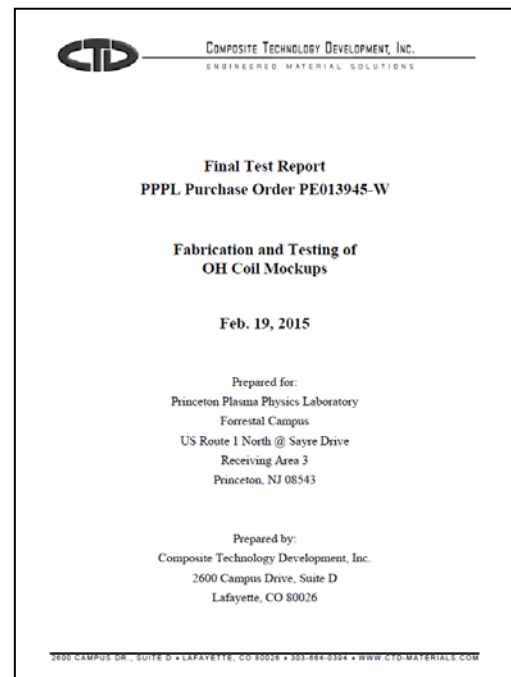 CTD
COMPOSITE TECHNOLOGY DEVELOPMENT, INC.
ENGINEERED MATERIAL SOLUTIONS
Final Test Report
PPPL Purchase Order PE013945-W
Fabrication and Testing of
OH Coil Mockups
Feb. 19, 2015
Prepared for:
Princeton Plasma Physics Laboratory
Forrestal Campus
US Route 1 North @ Sayre Drive
Receiving Area 3
Princeton, NJ 08543
Prepared by:
Composite Technology Development, Inc.
2600 Campus Drive, Suite D
Lafayette, CO 80026
2600 CAMPUS DR., SUITE D • LAFAYETTE, CO 80026 • 303-664-0394 • WWW.CTD-MATERIALS.COM